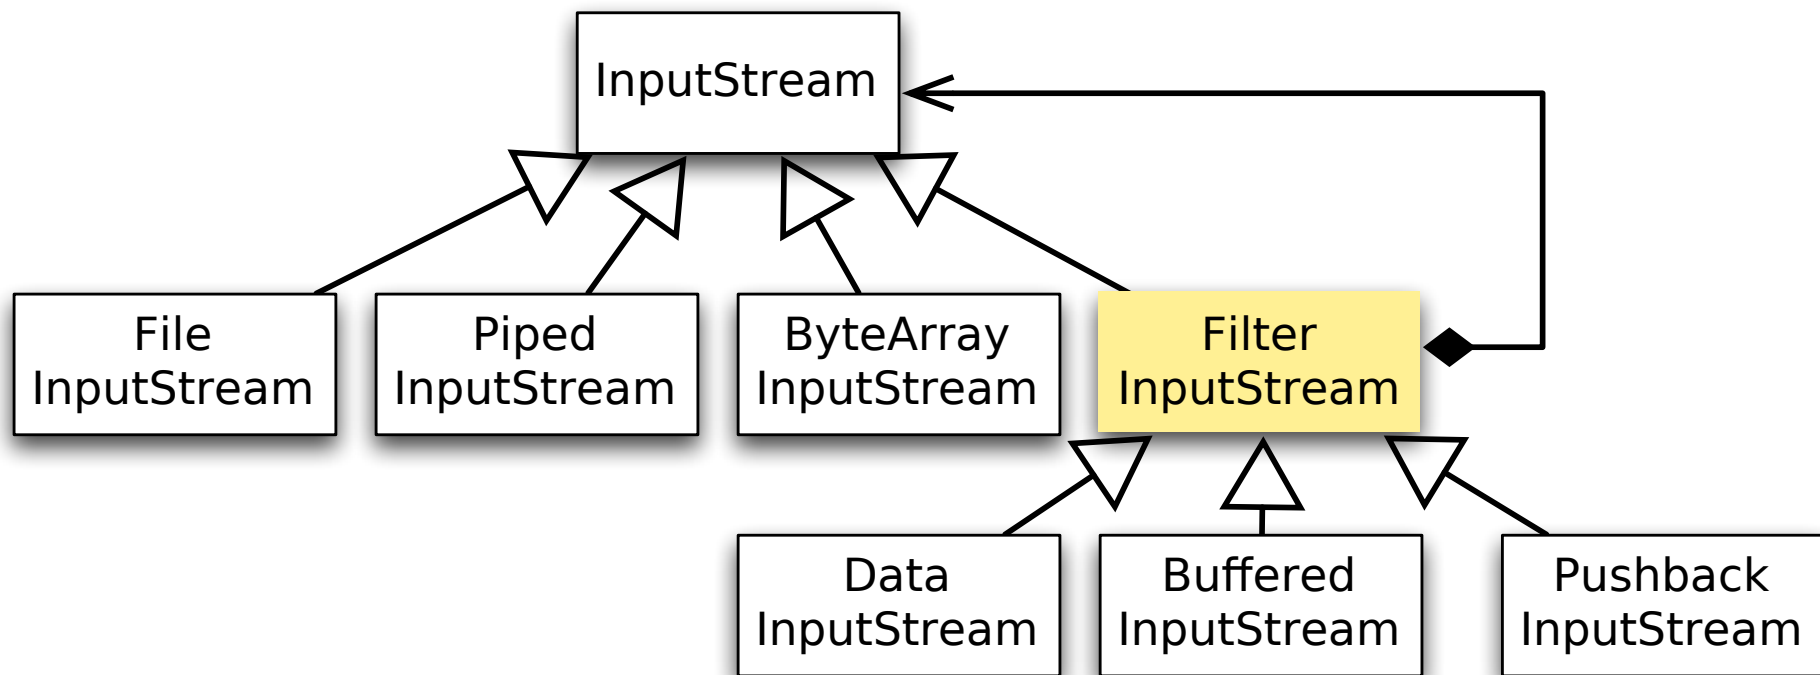 InputStream
File
InputStream
Piped
InputStream
ByteArray
InputStream
Filter
InputStream
Data
InputStream
Buffered
InputStream
Pushback
InputStream